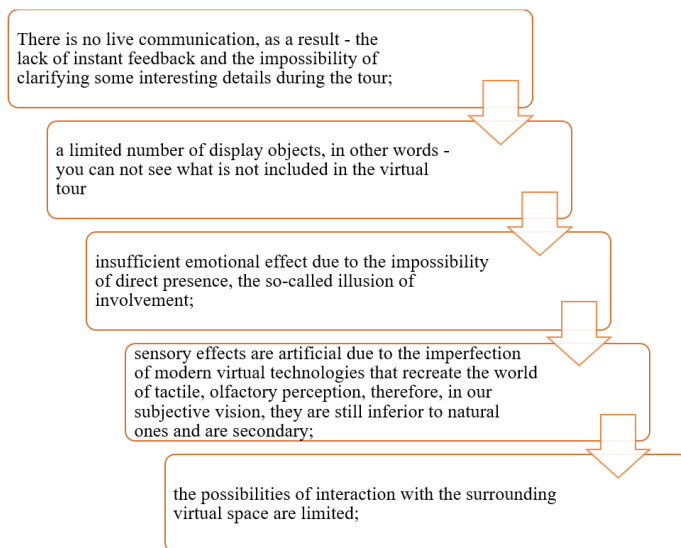 There is no live communication, as a result - the
lack of instant feedback and the impossibility of
clarifying some interesting details during the tour;
a limited number of display objects, in other words -
you can not see what is not included in the virtual
tour
insufficient emotional effect due to the impossibility
of direct presence, the so-called illusion of
involvement;
sensory effects are artificial due to the imperfection
of modern virtual technologies that recreate the world
of tactile, olfactory perception, therefore, in our
subjective vision, they are still inferior to natural
ones and are secondary;
the possibilities of interaction with the surrounding
virtual space are limited;